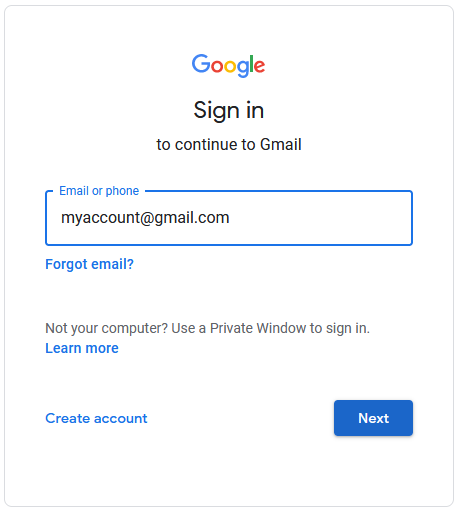 Google
Sign in
to continue to Gmail
Email or phone
myaccount@gmail.com
Forgot email?
Not your computer? Use a Private Window to sign in.
Learn more
Create account
Next